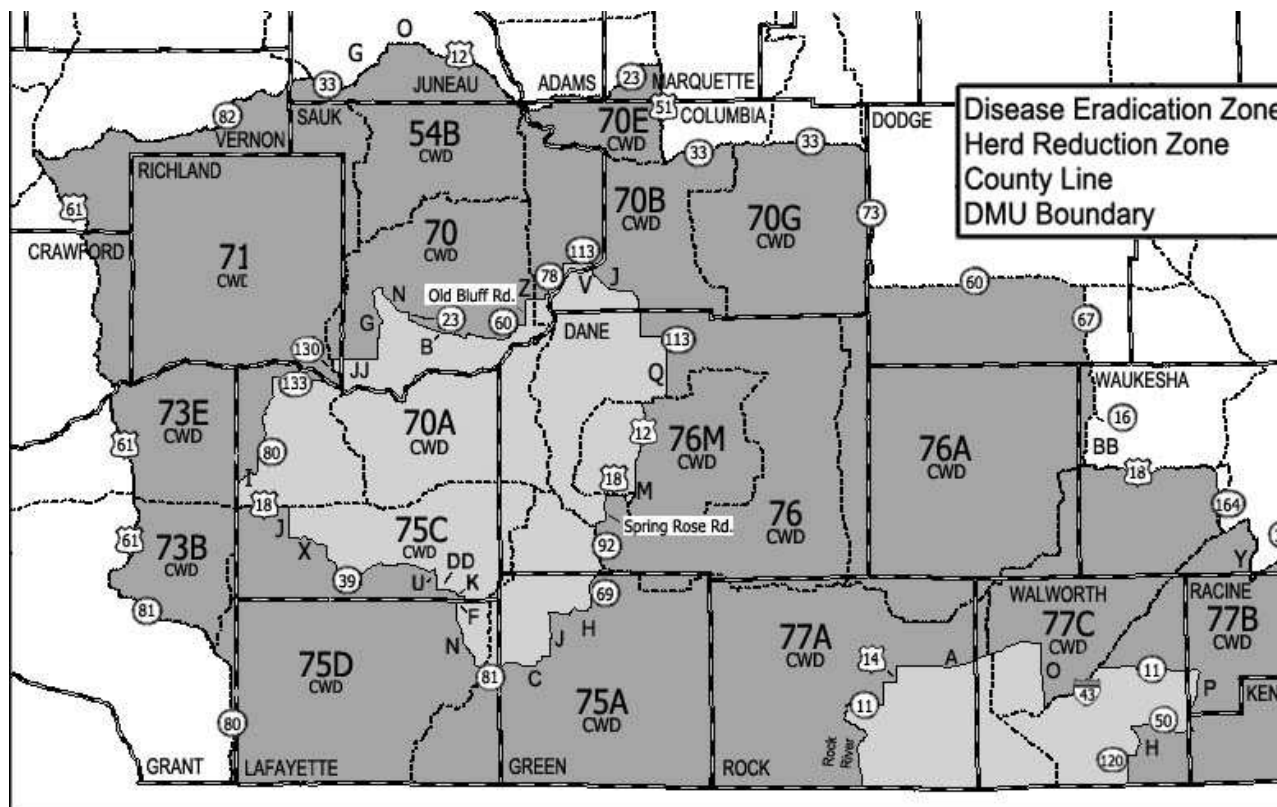 O
G
12
33
JUNEAU
ADAMS
23
MARQUETTE
51
82
VERNON
SAUK
COLUMBIA
DODGE
Disease Eradication Zone
Herd Reduction Zone
County Line
DMU Boundary
54B
CWD
70E
CWD
33
33
RICHLAND
61
CRAWFORD
71
CWD
70
CWD
70B
CWD
70G
CWD
73
113
78
V
J
N
Old Bluff Rd.
Z
60
G
23
60
B
DANE
67
113
130
JJ
Q
133
WAUKESHA
73E
CWD
70A
CWD
12
76M
CWD
76A
CWD
16
BB
61
80
I
18
18
M
18
164
J
X
75C
CWD
Spring Rose Rd.
76
CWD
73B
CWD
61
92
DD
U
K
39
Y
81
F
69
H
J
N
WALWORTH
RACINE
77B
CWD
77C
CWD
77A
CWD
75D
CWD
81
C
75A
CWD
14
A
O
11
43
P
11
KEN
80
50
H
120
Rock
River
GRANT
LAFAYETTE
GREEN
ROCK